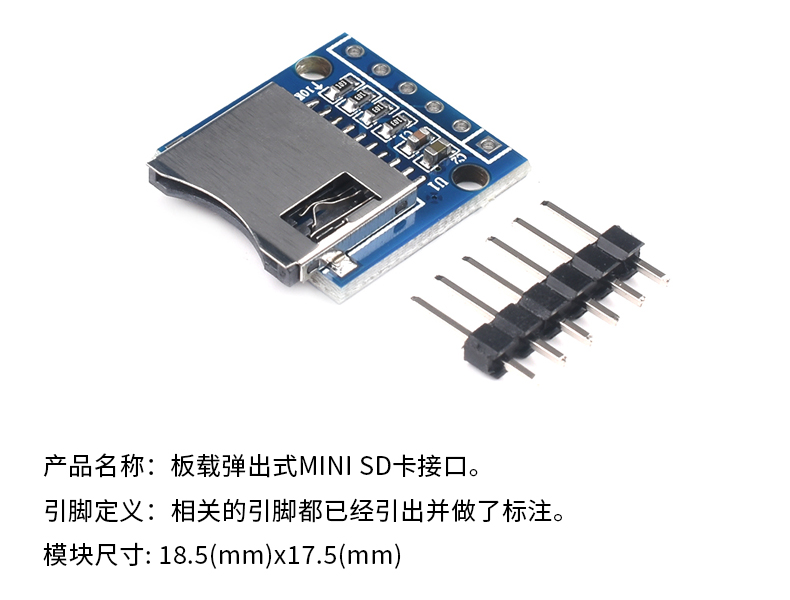 U1
产品名称：板载弹出式MINI SD卡接口。
引脚定义：相关的引脚都已经引出并做了标注。
模块尺寸: 18.5(mm)x17.5(mm)